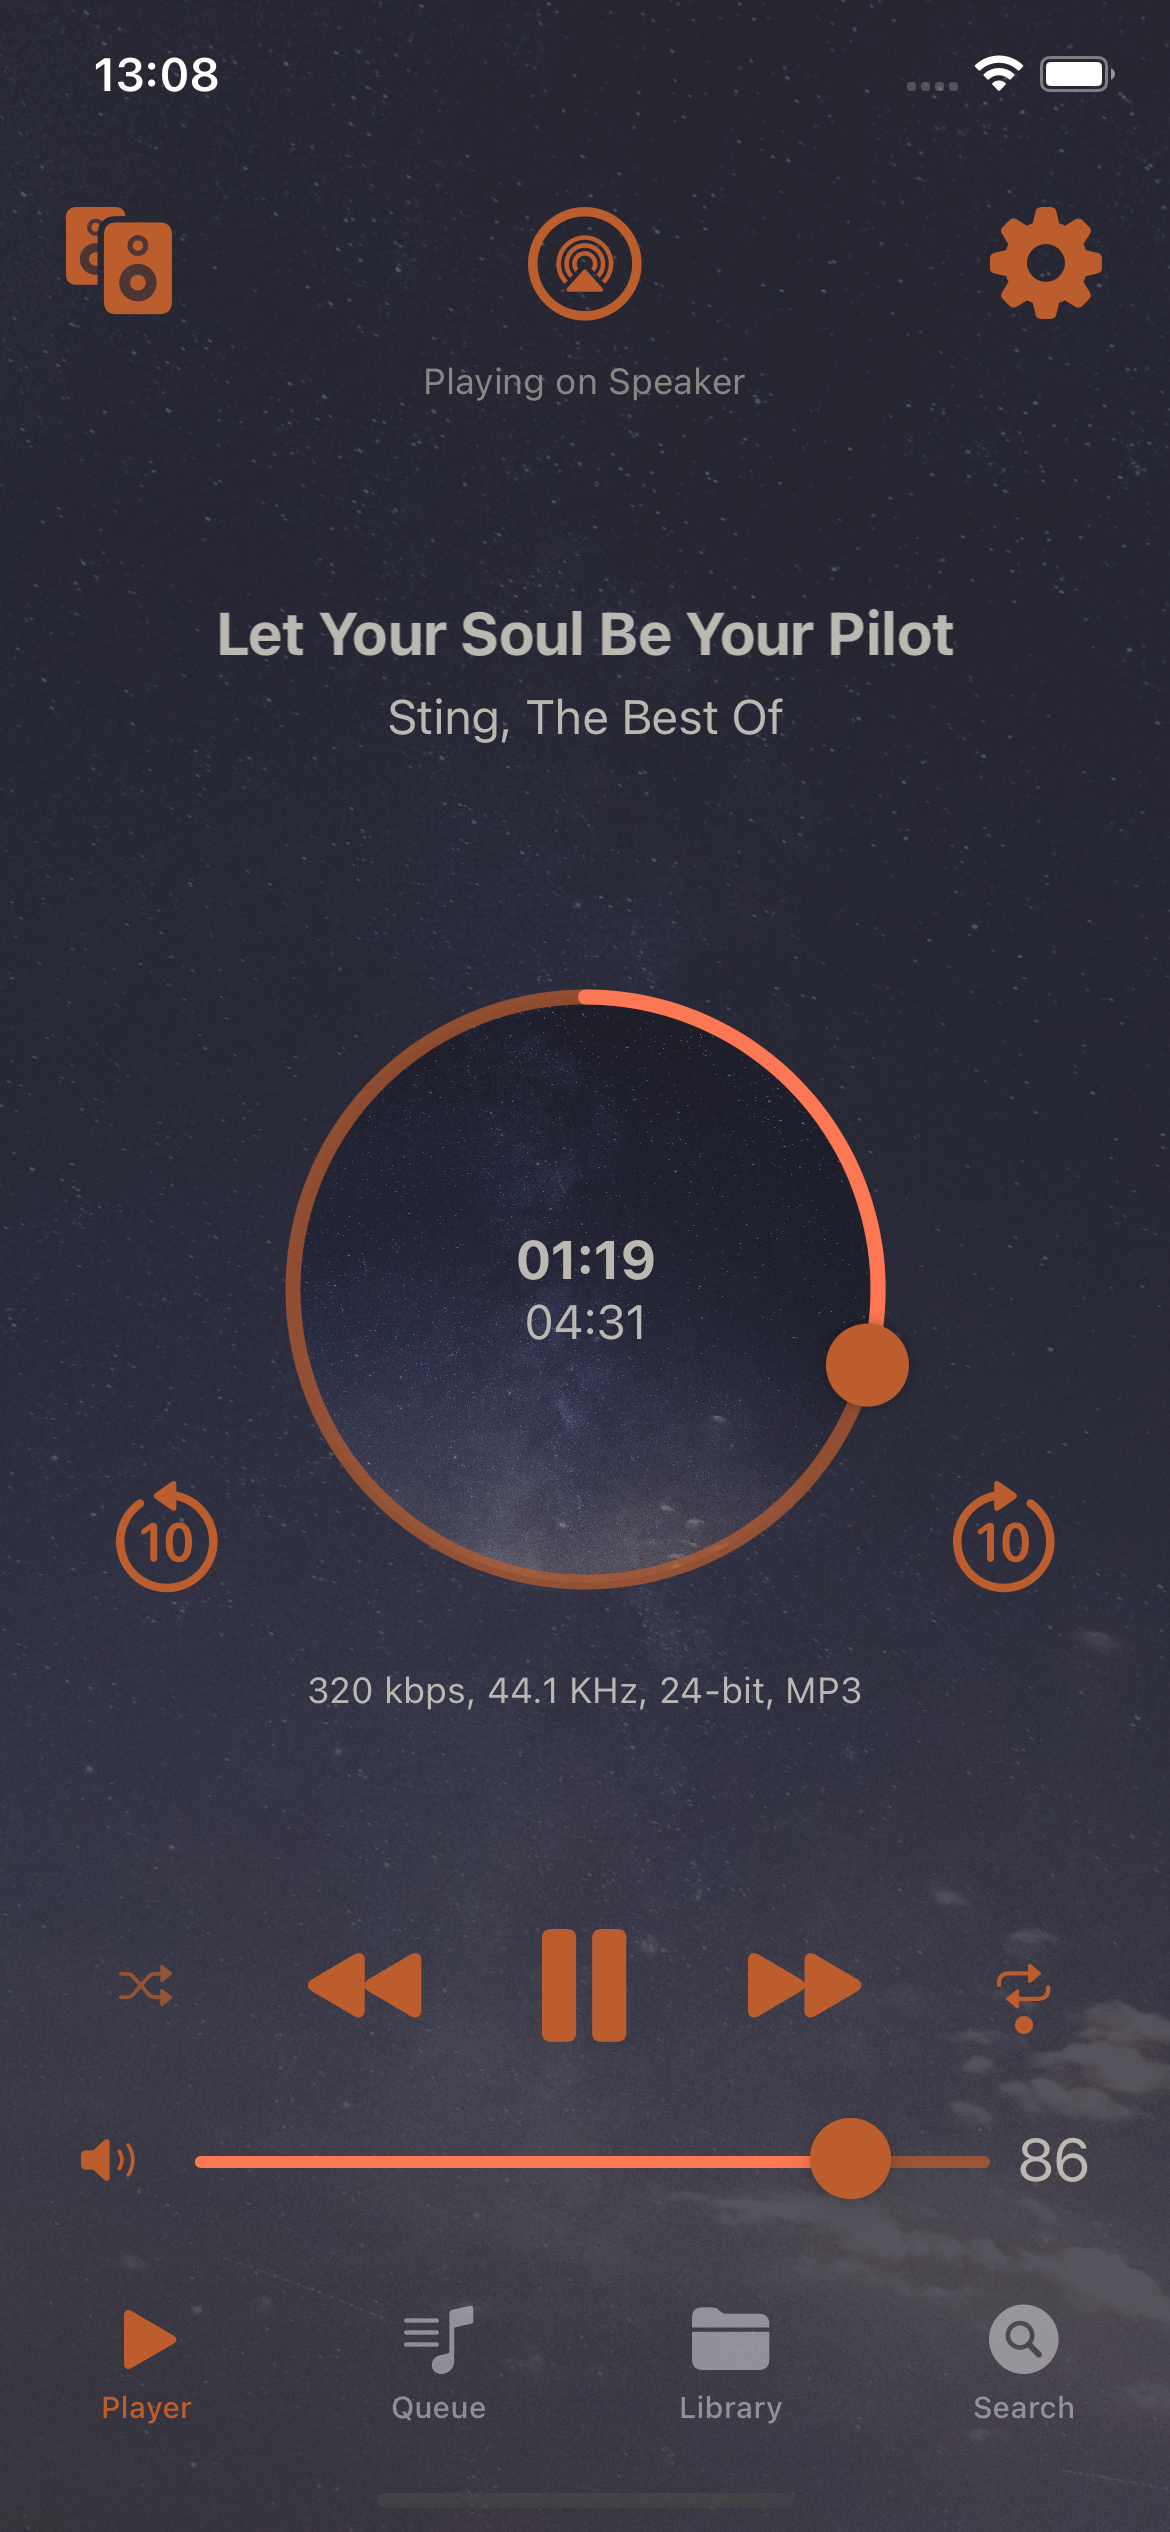 13:08
Playing on Speaker
Let Your Soul Be Your Pilot
Sting, The Best Of
01:19
04:31
10
10
320 kbps, 44.1 KHz, 24-bit, MP3
86
Player
Queue
Library
Search